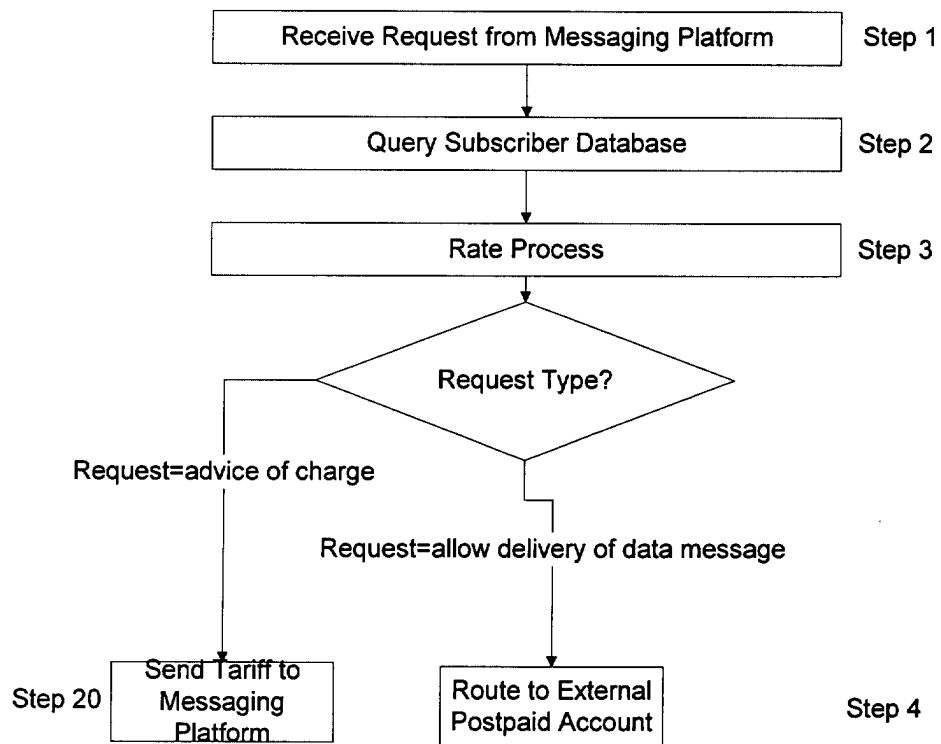 Receive Request from Messaging Platform
Step 1
Query Subscriber Database
Step 2
Rate Process
Step 3
Request Type?
Request=advice of charge
Request=allow delivery of data message
Step 20
Send Tariff to
Messaging
Platform
Route to External
Postpaid Account
Step 4